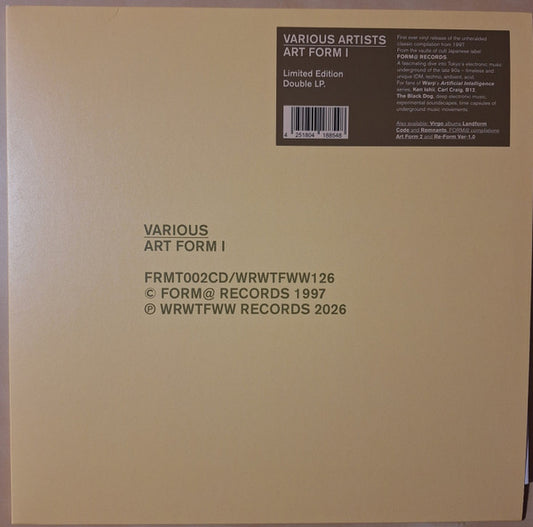 VARIOUS ARTISTS
ART FORM I
Limited Edition
Double LP.
4 251804 188548
First ever vinyl release of the unheralded
classic compilation from 1997
From the vaults of cult Japanese label
FORM@ RECORDS
A fascinating dive into Tokyo's electronic music
underground of the late 90s – timeless and
unique IDM, techno, ambient, acid.
For fans of Warp's Artificial Intelligence
series, Ken Ishii, Carl Craig, B12,
The Black Dog, deep electronic music,
experimental soundscapes, time capsules of
underground music movements.
Also available: Virgo albums Landform
Code and Remnants, FORM@ compilations
Art Form 2 and Re-Form Ver-1.0
VARIOUS
ART FORM I
FRMT002CD/WRWTFWW126
© FORM@ RECORDS 1997
℗ WRWTFWW RECORDS 2026